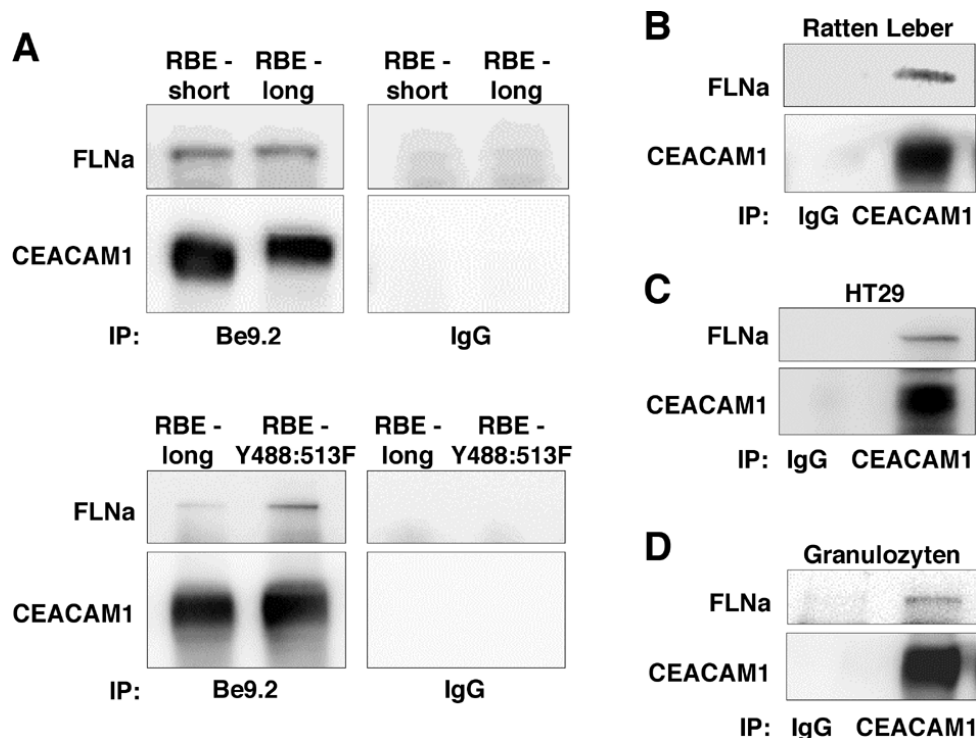 A
RBE - RBE -
short long
RBE - RBE -
short long
FLNa
CEACAM1
IP: Be9.2 IgG
RBE - RBE -
long Y488:513F
RBE - RBE -
long Y488:513F
FLNa
CEACAM1
IP: Be9.2 IgG
B
Ratten Leber
FLNa
CEACAM1
IP: IgG CEACAM1
C
HT29
FLNa
CEACAM1
IP: IgG CEACAM1
D
Granulozyten
FLNa
CEACAM1
IP: IgG CEACAM1